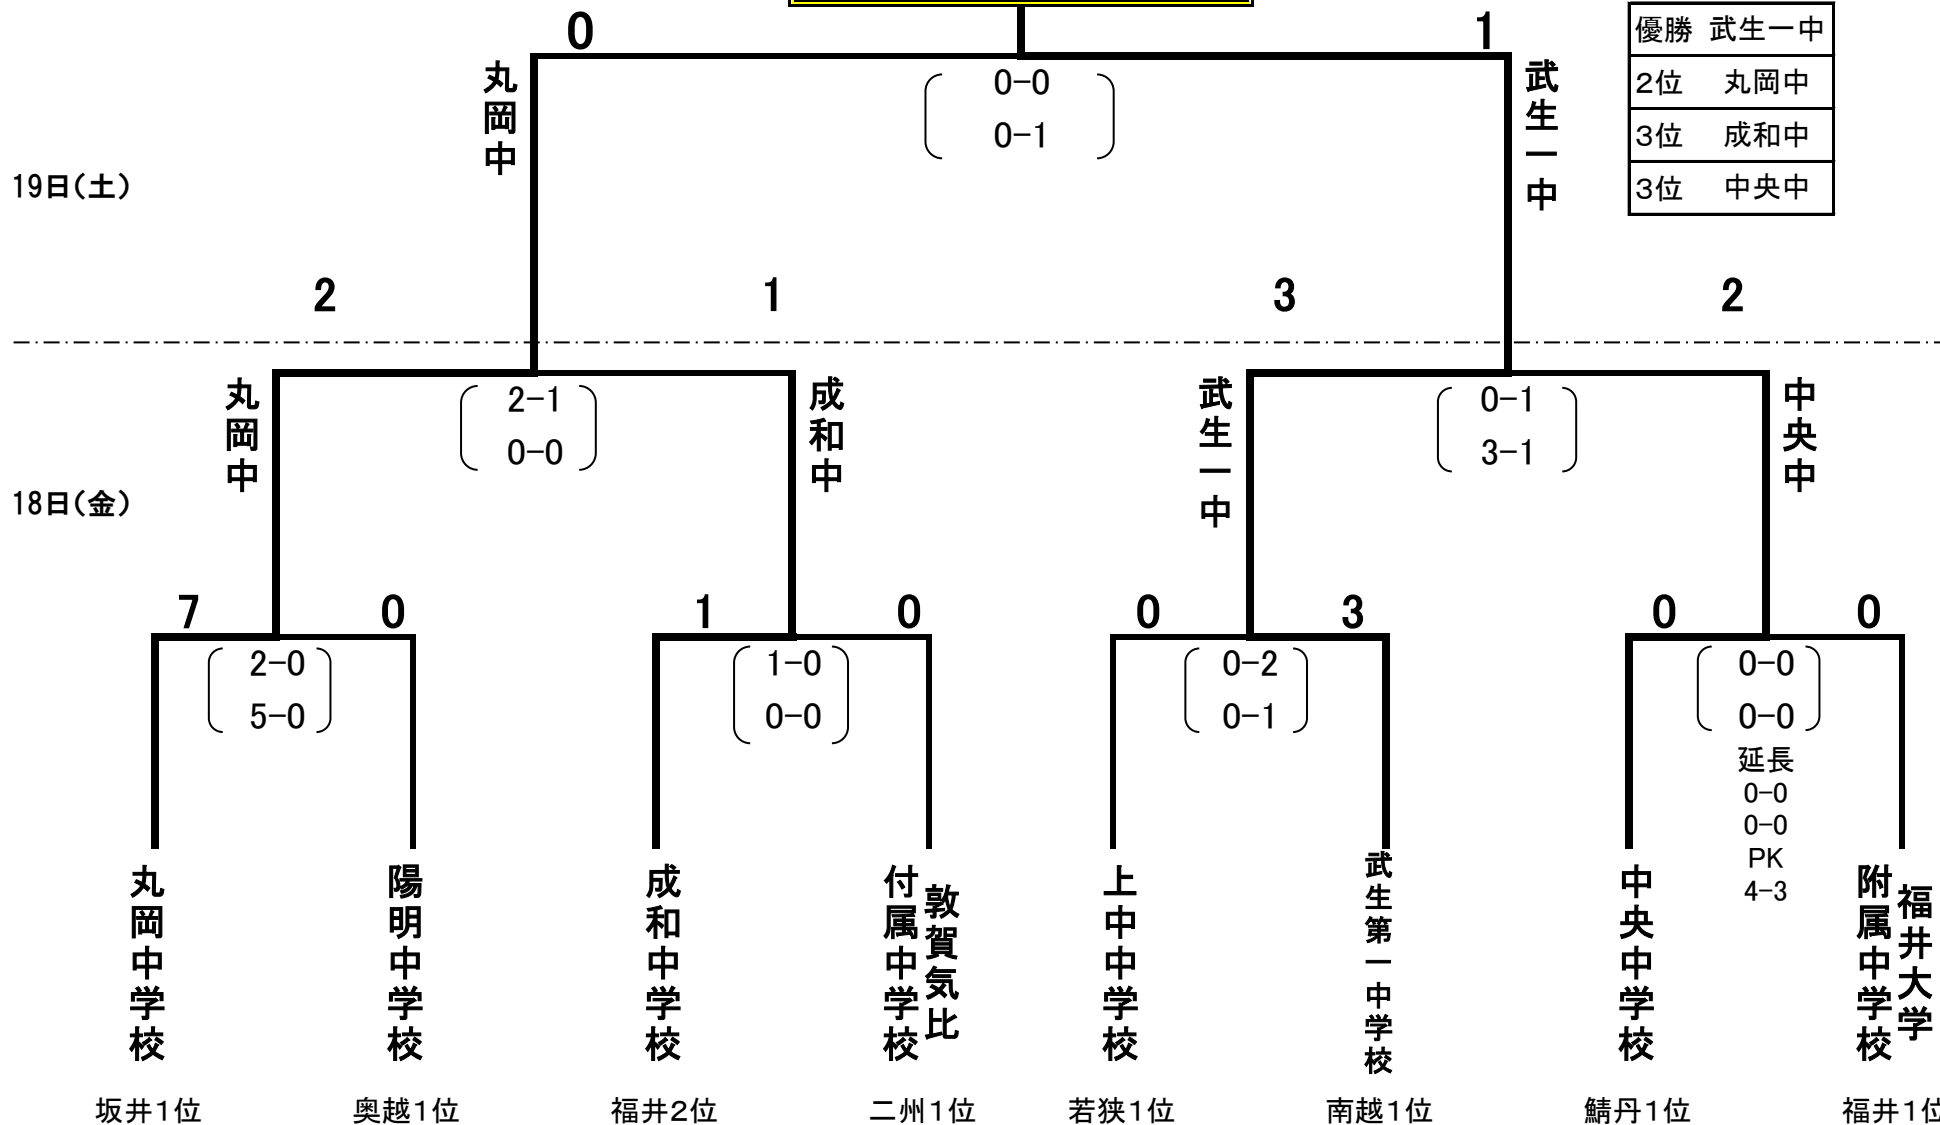 0
1
優勝 武生一中
2位 丸岡中
3位 成和中
3位 中央中
丸岡中
0-0
0-1
武生一中
19日(土)
2
1
3
2
丸岡中
2-1
0-0
成和中
武生一中
0-1
3-1
中央中
18日(金)
7
0
1
0
0
3
0
0
2-0
5-0
1-0
0-0
0-2
0-1
0-0
0-0
延長
0-0
0-0
PK
4-3
丸岡中学校
陽明中学校
成和中学校
敦賀気比
付属中学校
上中中学校
武生第一中学校
中央中学校
福井大学
附属中学校
坂井1位
奥越1位
福井2位
二州1位
若狭1位
南越1位
鯖丹1位
福井1位